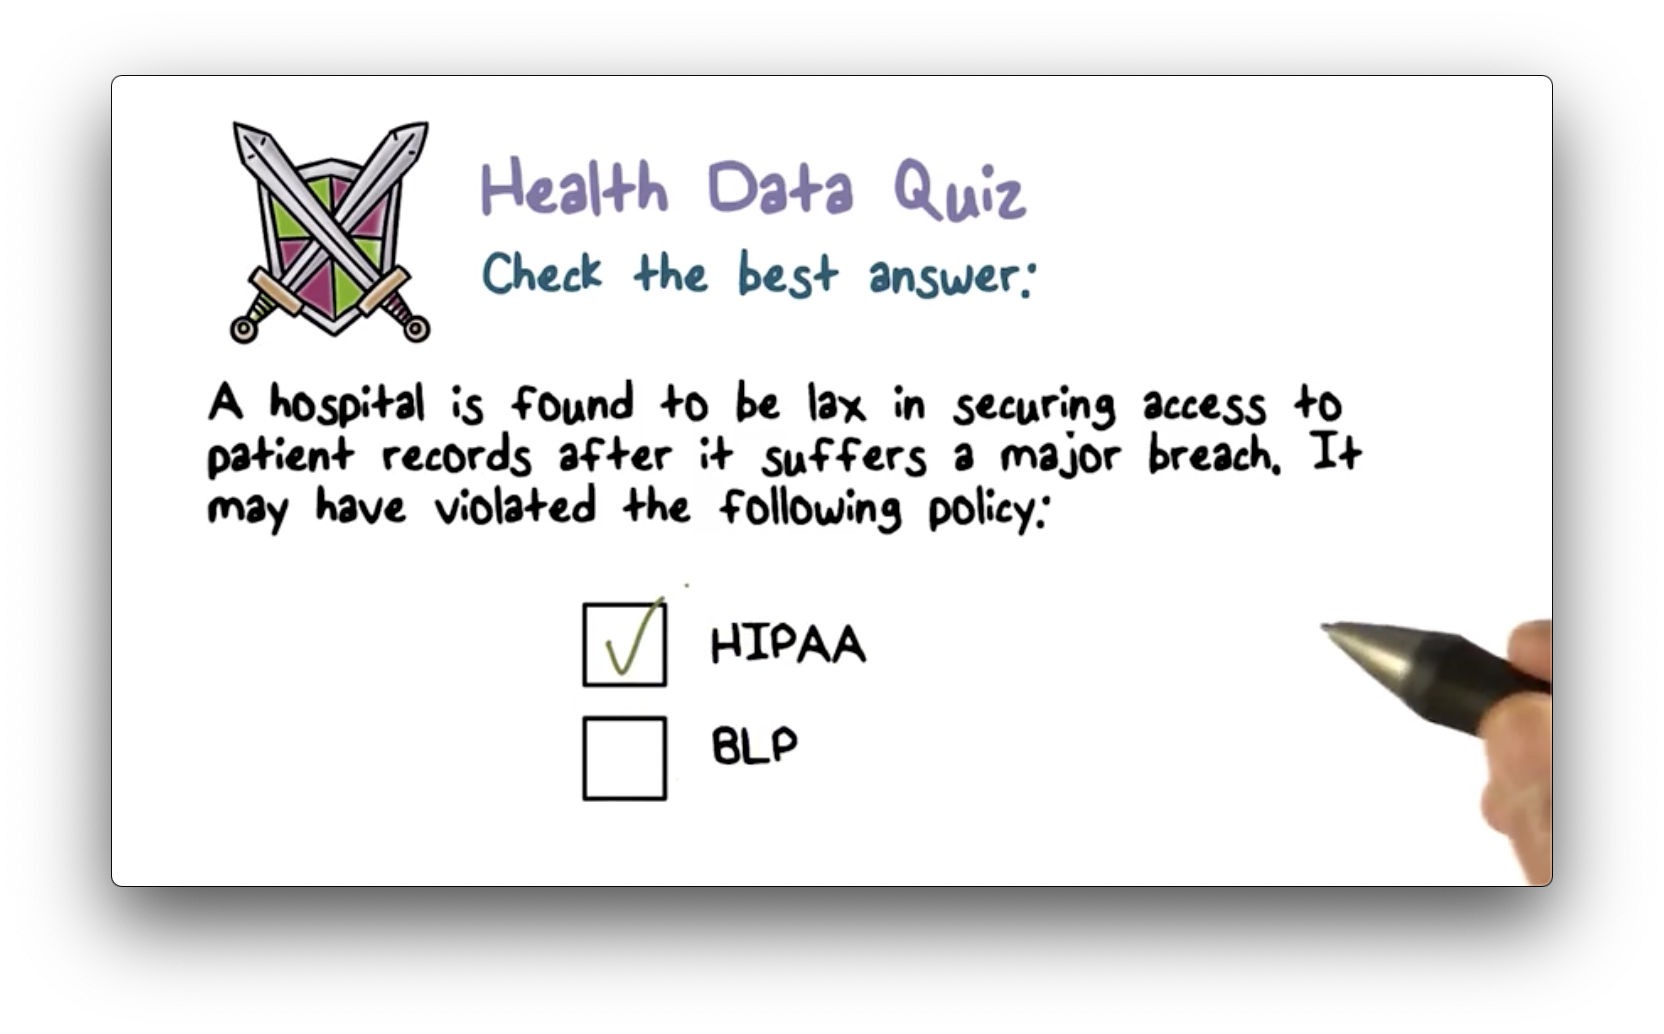 Health Data Quiz
Check the best answer:
A hospital is found to be lax in securing access to
patient records after it suffers a major breach. It
may have violated the following policy:
HIPAA
BLP